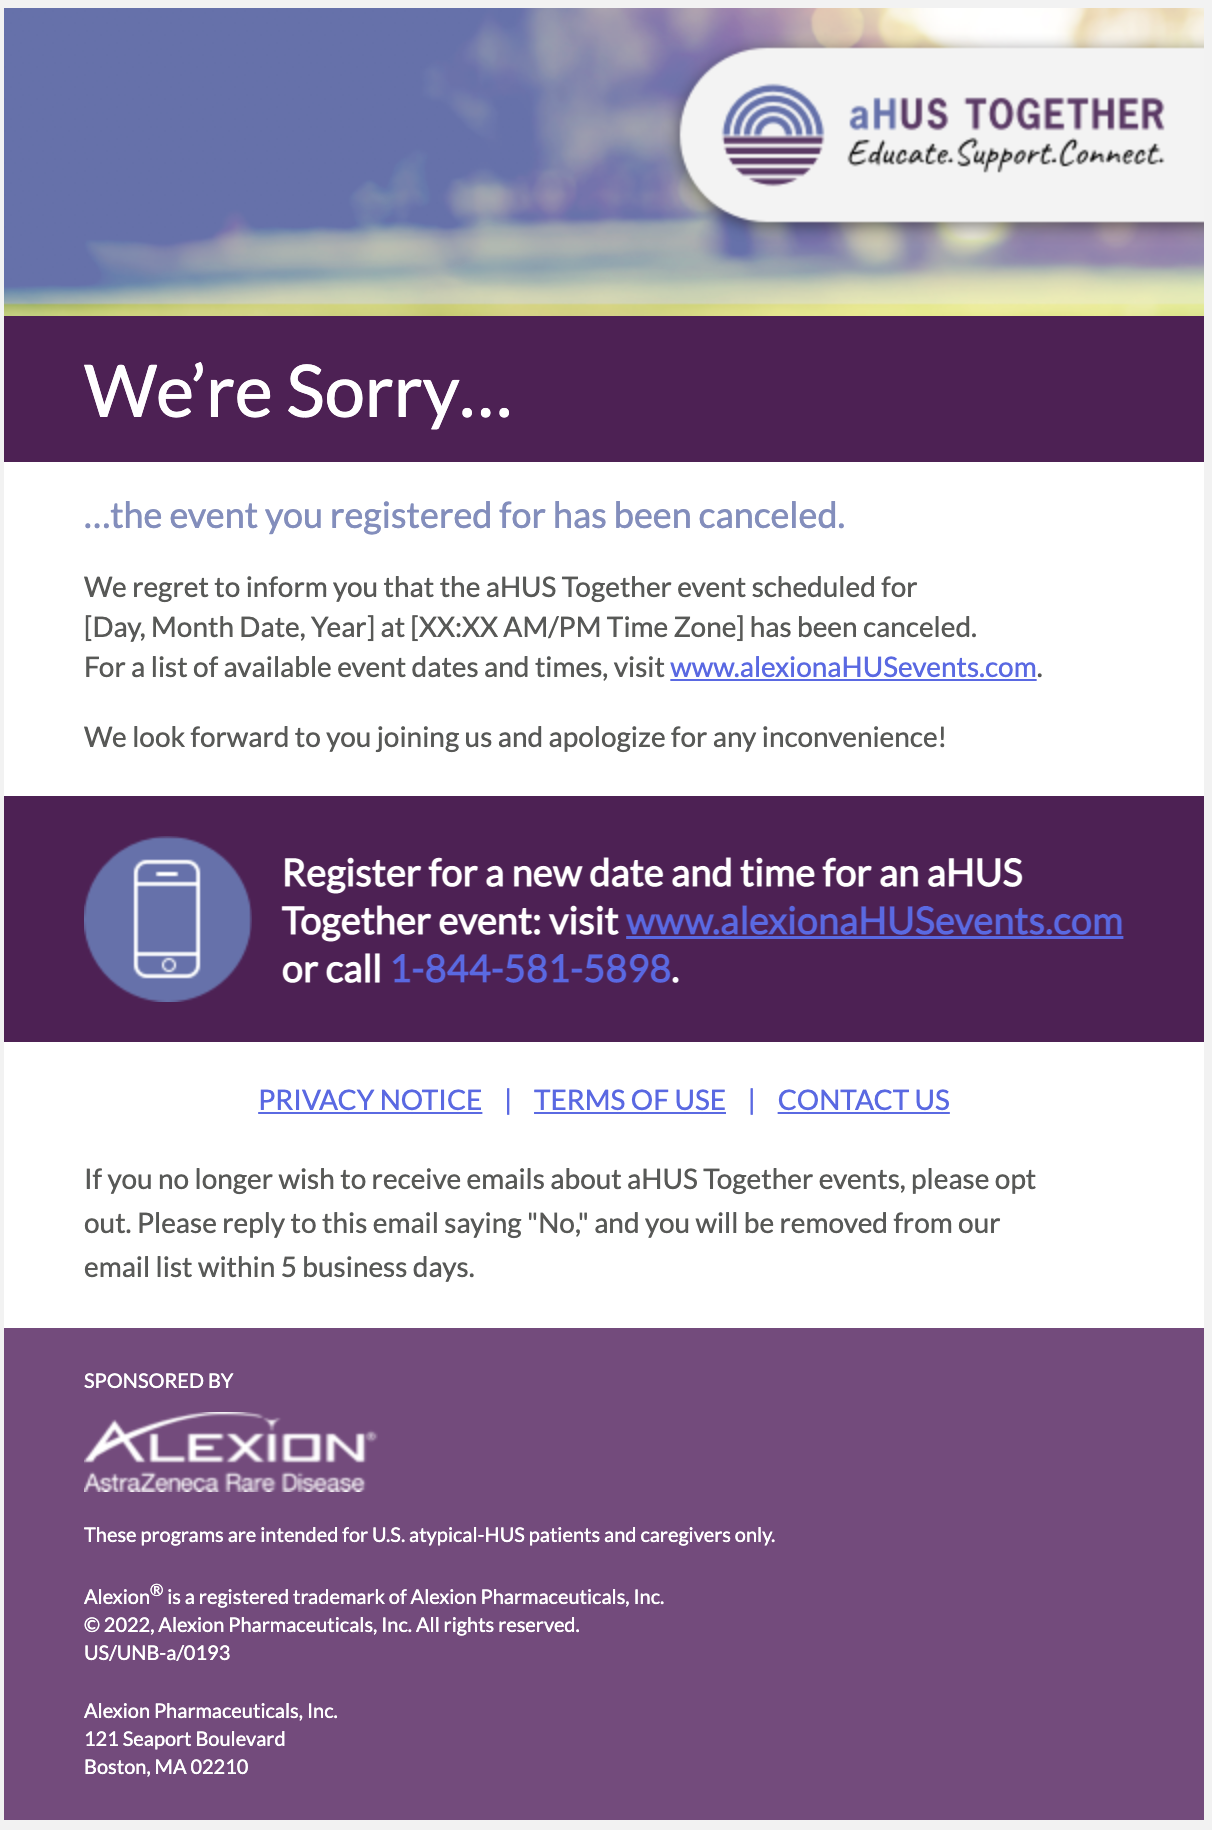 aHUS TOGETHER
Educate.Support.Connect.
We’re Sorry...
...the event you registered for has been canceled.
We regret to inform you that the aHUS Together event scheduled for
[Day, Month Date, Year] at [XX:XX AM/PM Time Zone] has been canceled.
For a list of available event dates and times, visit www.alexionaHUSevents.com.
We look forward to you joining us and apologize for any inconvenience!
Register for a new date and time for an aHUS
Together event: visit www.alexionaHUSevents.com
or call 1-844-581-5898.
PRIVACY NOTICE | TERMS OF USE | CONTACT US
If you no longer wish to receive emails about aHUS Together events, please opt
out. Please reply to this email saying "No," and you will be removed from our
email list within 5 business days.
SPONSORED BY
ALEXION®
AstraZeneca Rare Disease
These programs are intended for U.S. atypical-HUS patients and caregivers only.
Alexion® is a registered trademark of Alexion Pharmaceuticals, Inc.
© 2022, Alexion Pharmaceuticals, Inc. All rights reserved.
US/UNB-a/0193
Alexion Pharmaceuticals, Inc.
121 Seaport Boulevard
Boston, MA 02210